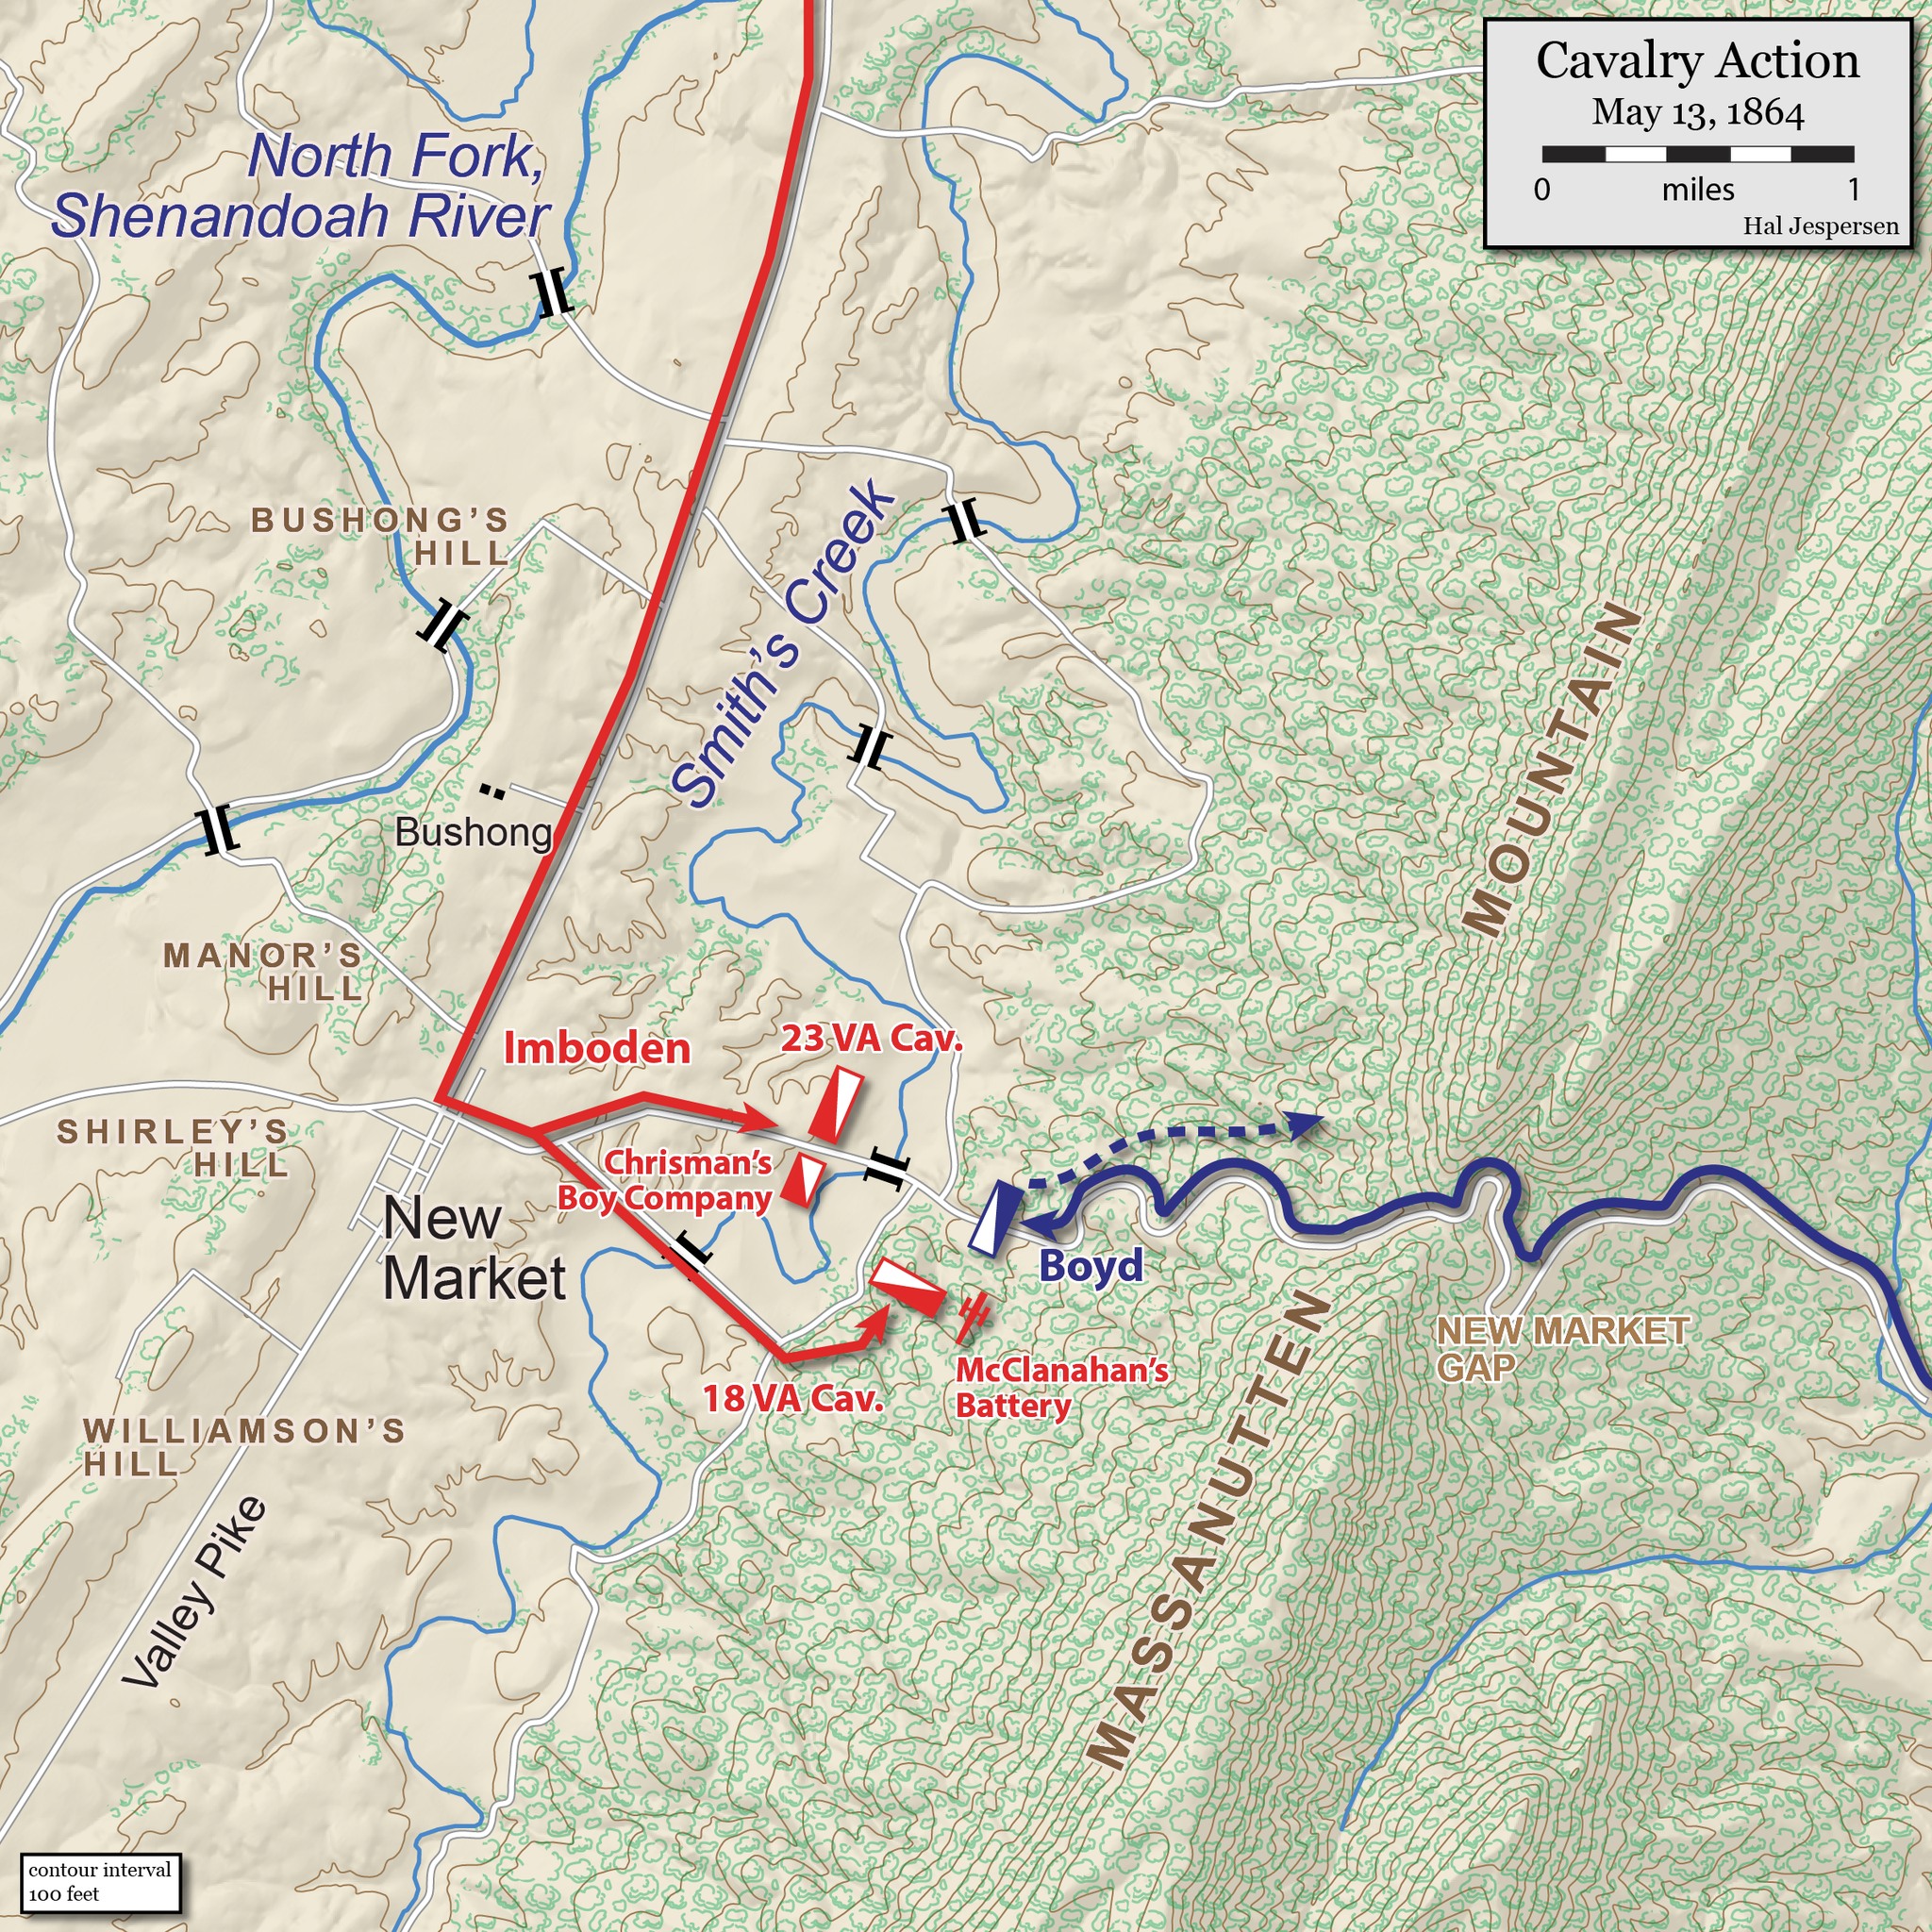 Cavalry Action
May 13, 1864
0 miles 1
Hal Jespersen
North Fork,
Shenandoah River
BUSHONG’S
HILL
Smith’s Creek
MOUNTAIN
Bushong
MANOR’S
HILL
Imboden
23 VA Cav.
SHIRLEY’S
HILL
Chrisman’s
Boy Company
New
Market
Boyd
NEW MARKET
GAP
McClanahan’s
Battery
18 VA Cav.
MASSANUTTEN
WILLIAMSON’S
HILL
Valley Pike
contour interval
100 feet